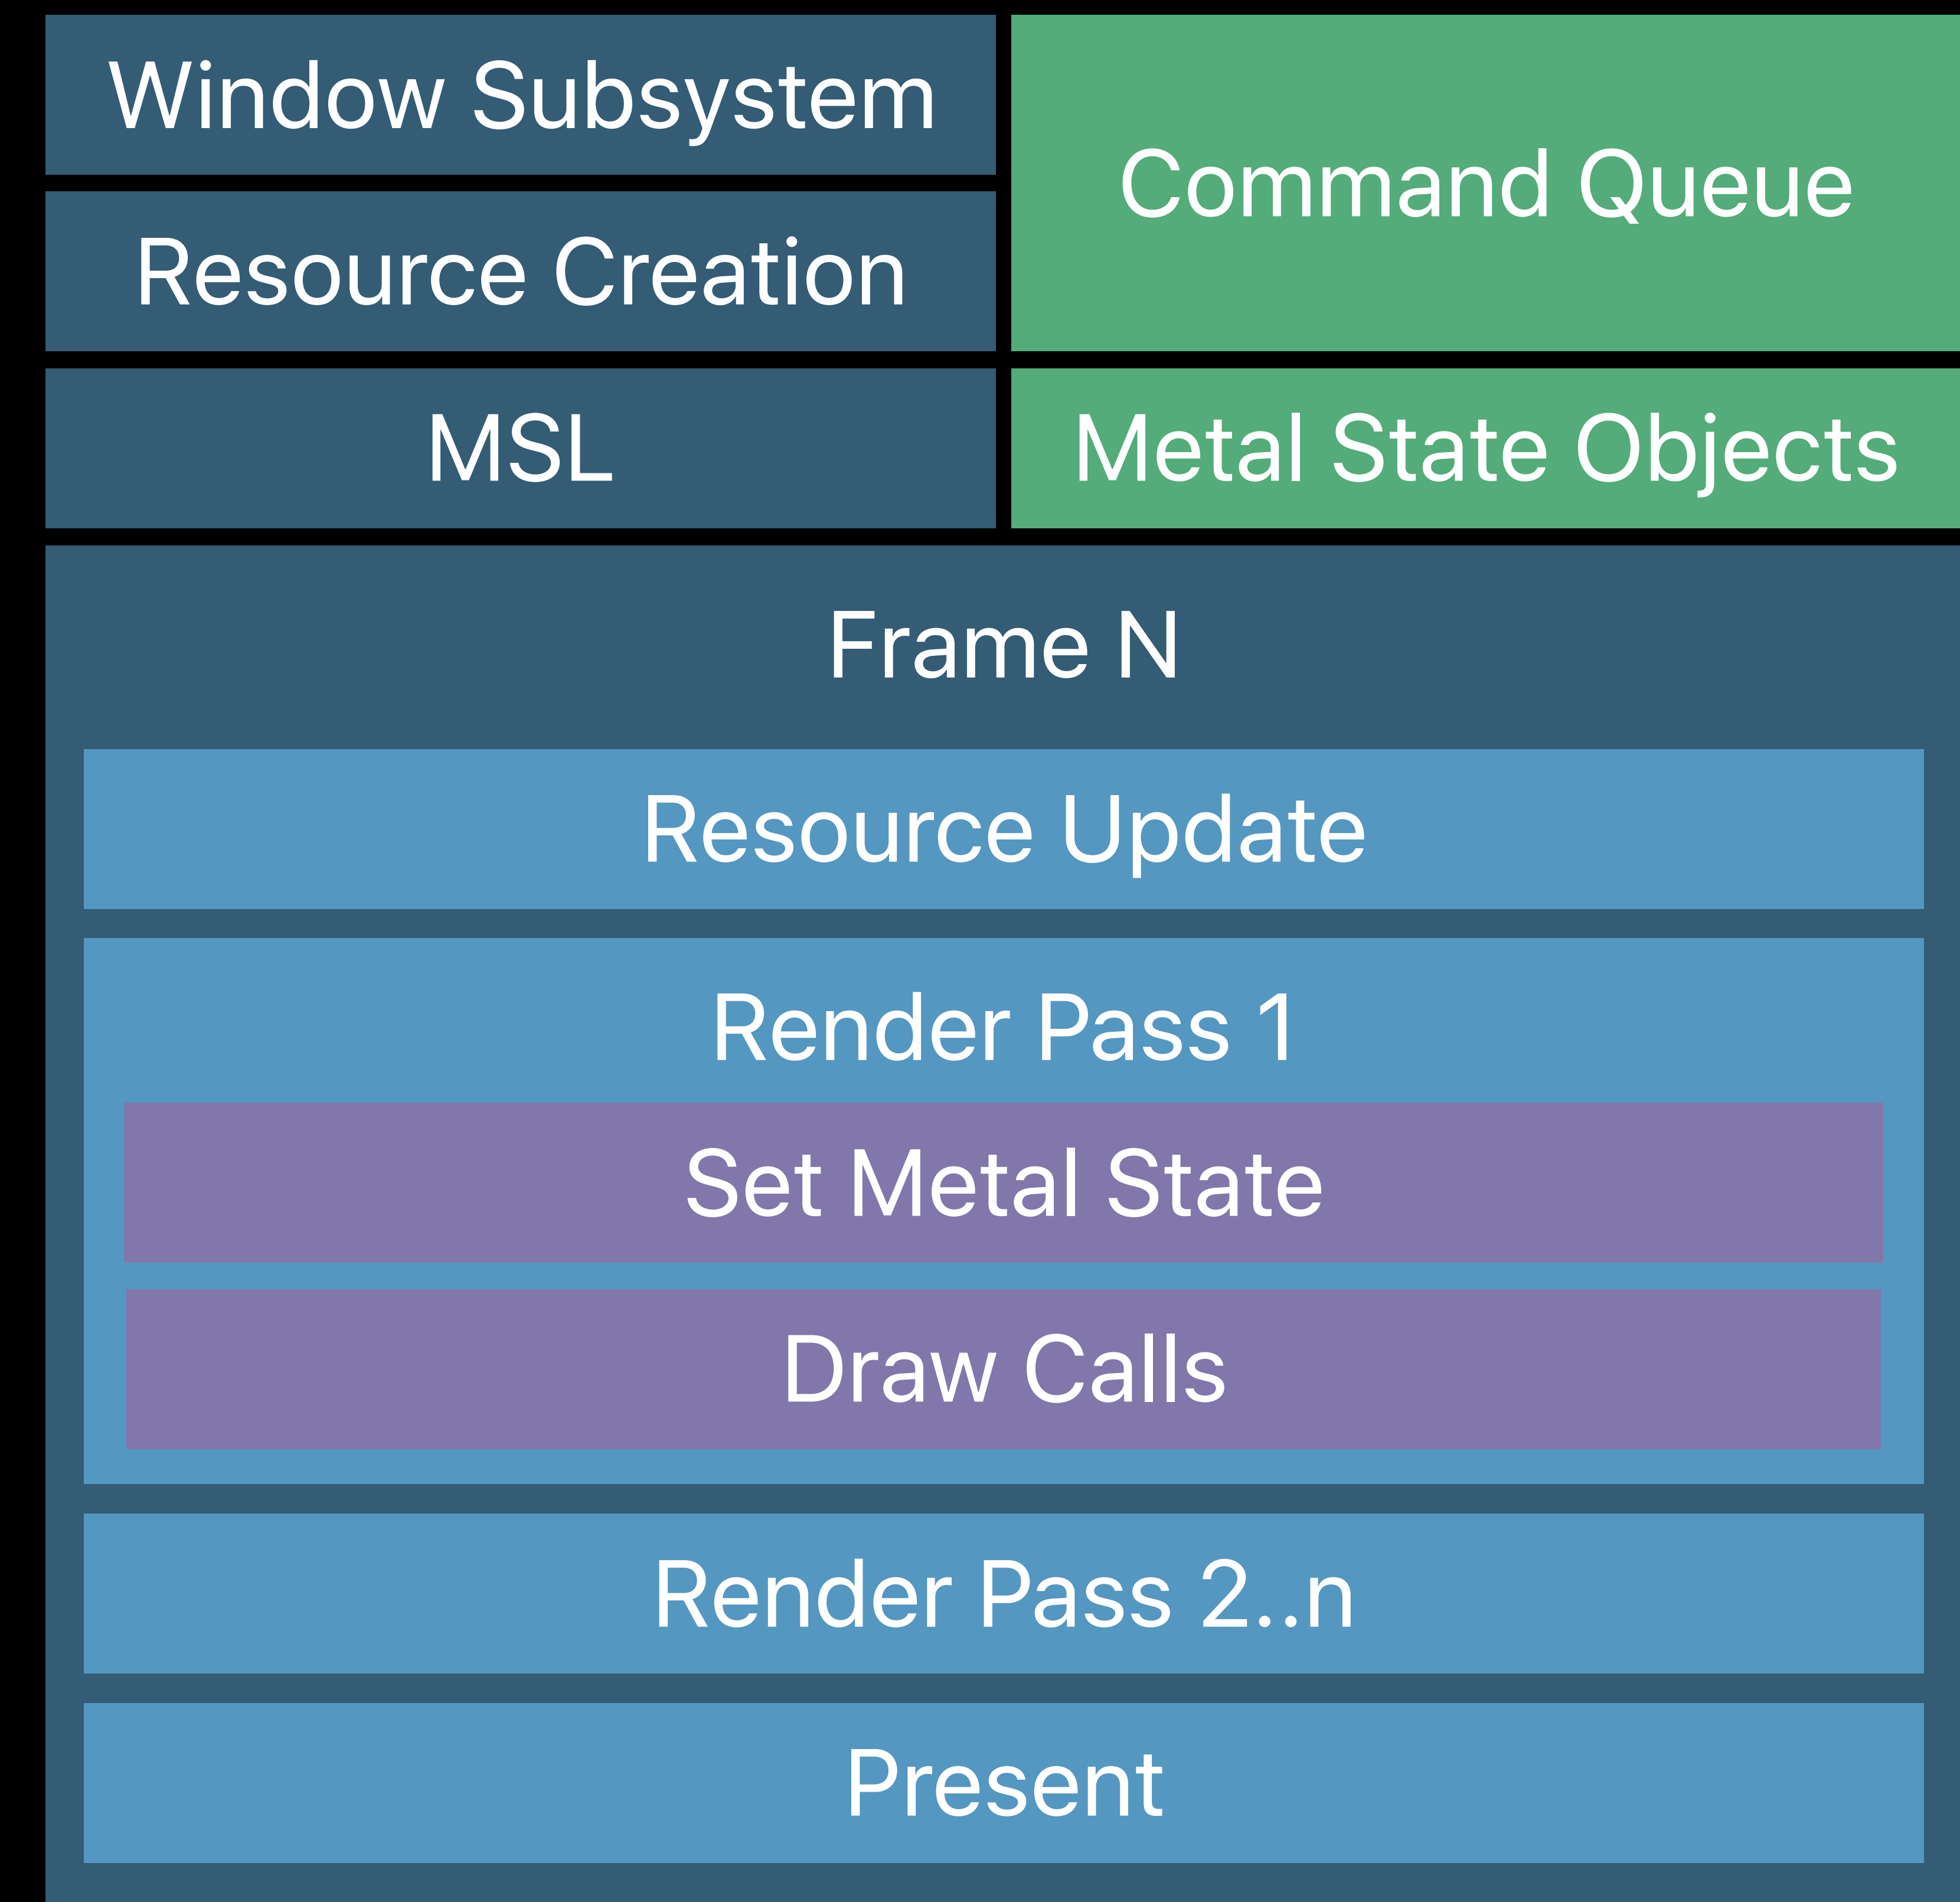 Window Subsystem
Command Queue
Resource Creation
MSL
Metal State Objects
Frame N
Resource Update
Render Pass 1
Set Metal State
Draw Calls
Render Pass 2..n
Present